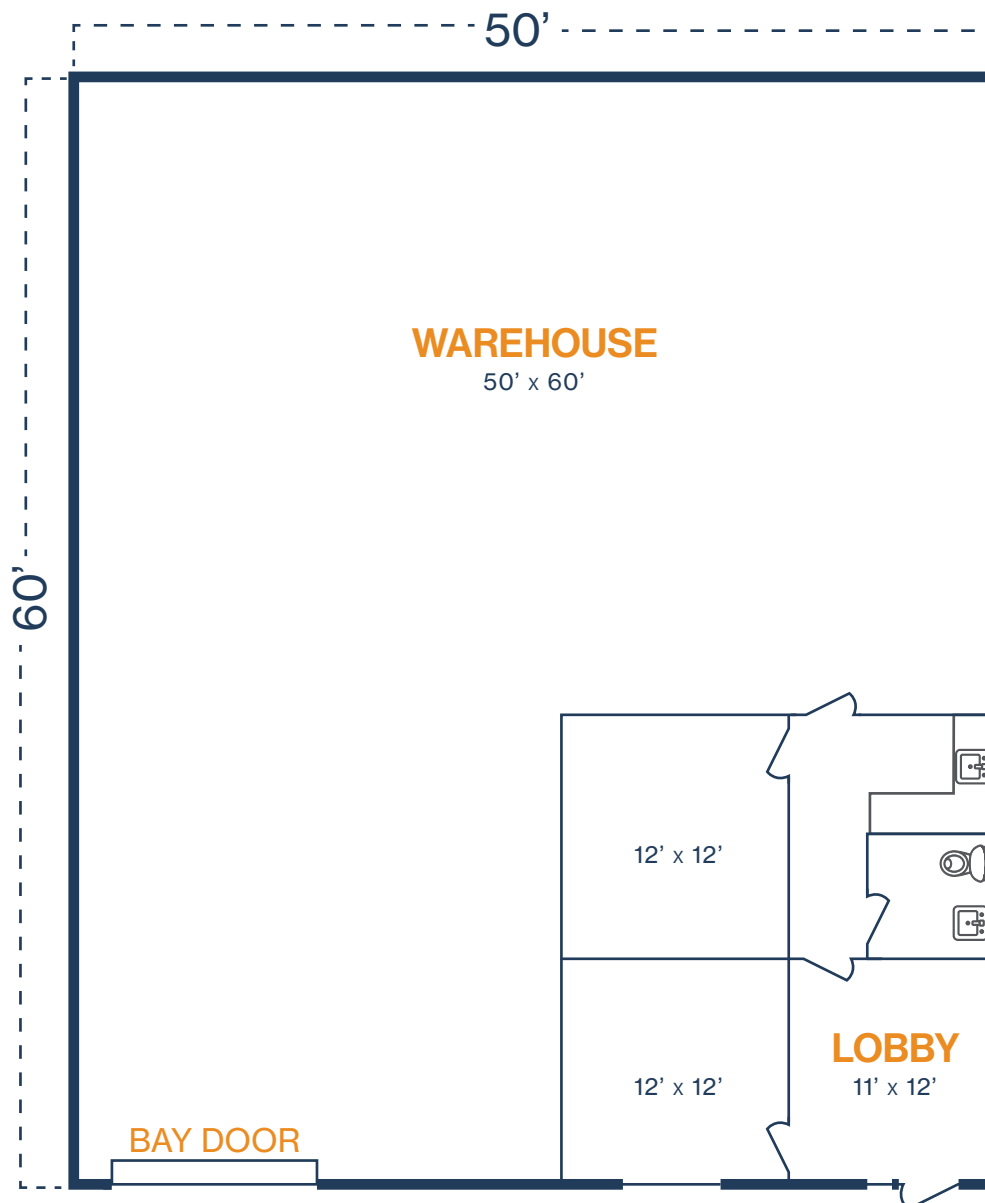 50’
60’
WAREHOUSE
50’ x 60’
12’ x 12’
12’ x 12’
LOBBY
11’ x 12’
BAY DOOR